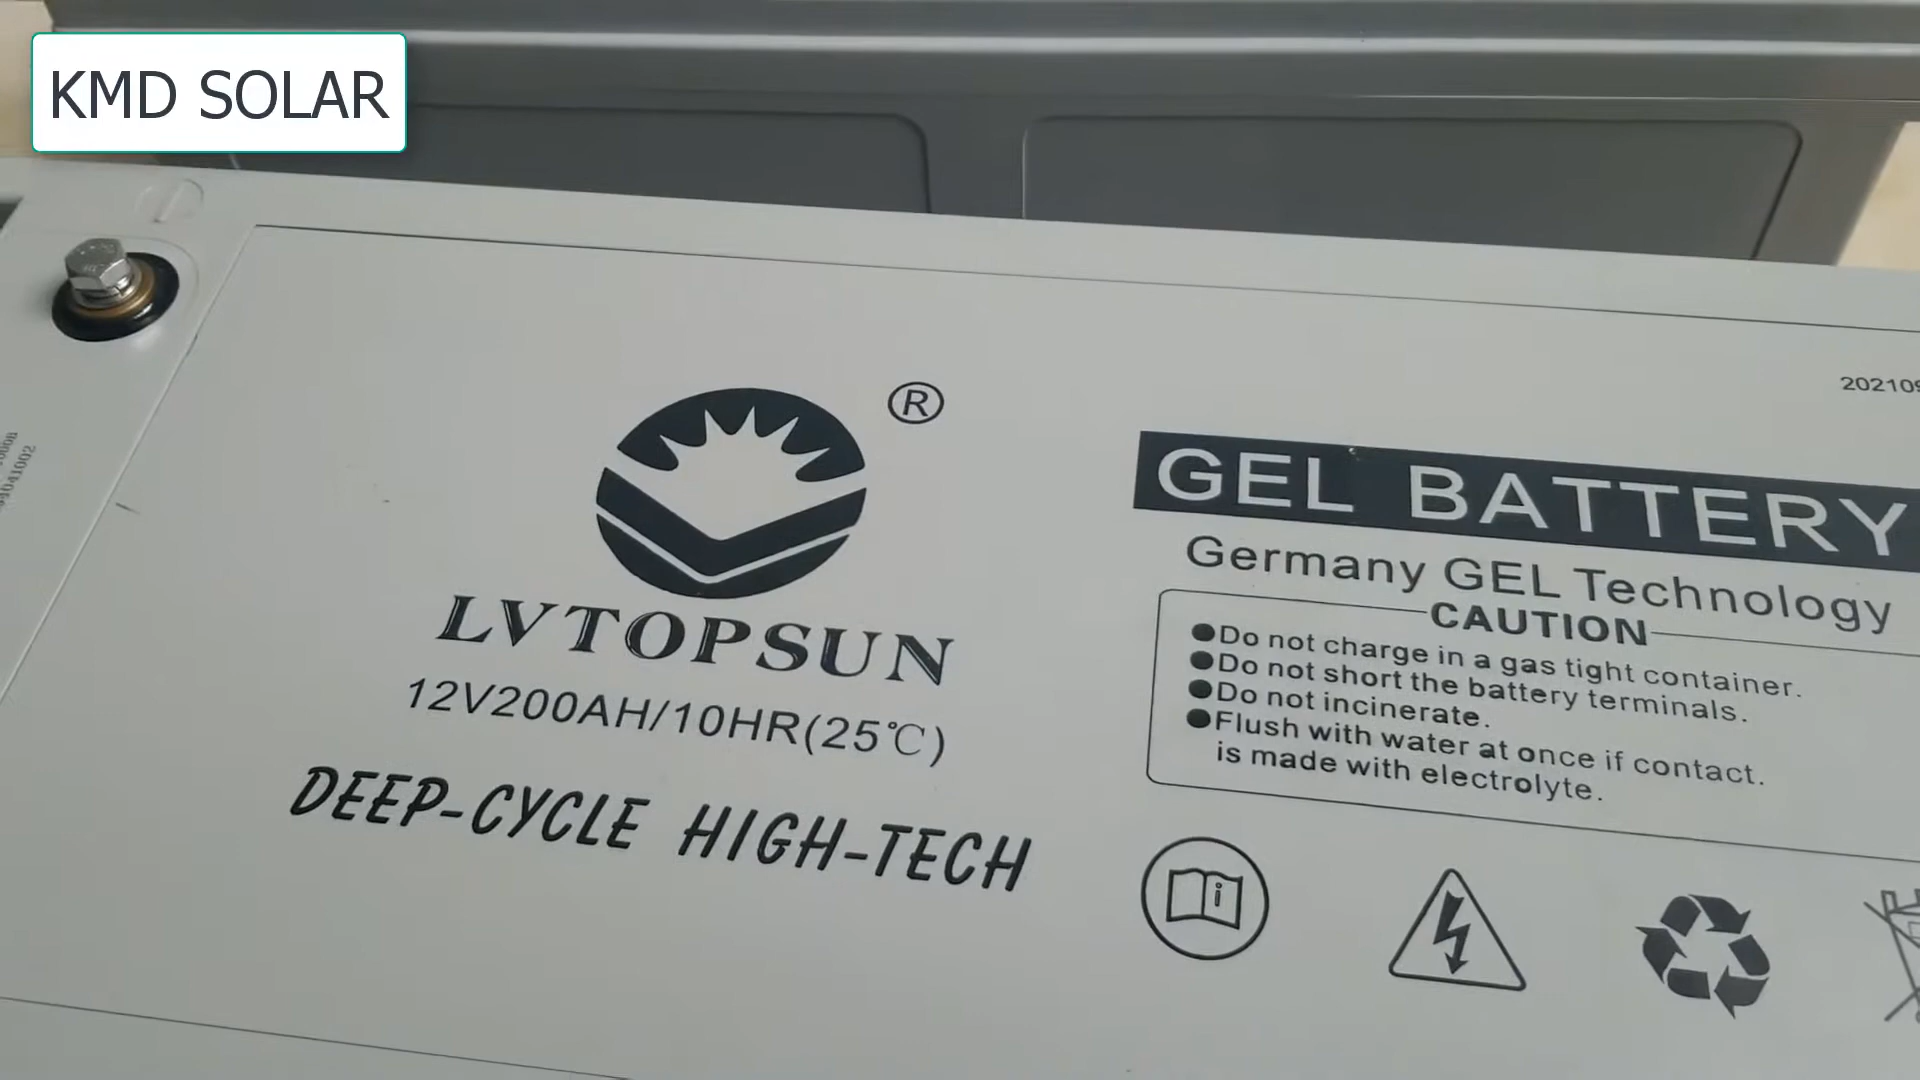 KMD SOLAR
®
202109
GEL BATTERY
Germany GEL Technology
CAUTION
●Do not charge in a gas tight container.
●Do not short the battery terminals.
●Do not incinerate.
●Flush with water at once if contact.
is made with electrolyte.
LVTOPSUN
12V200AH/10HR(25℃)
DEEP-CYCLE HIGH-TECH